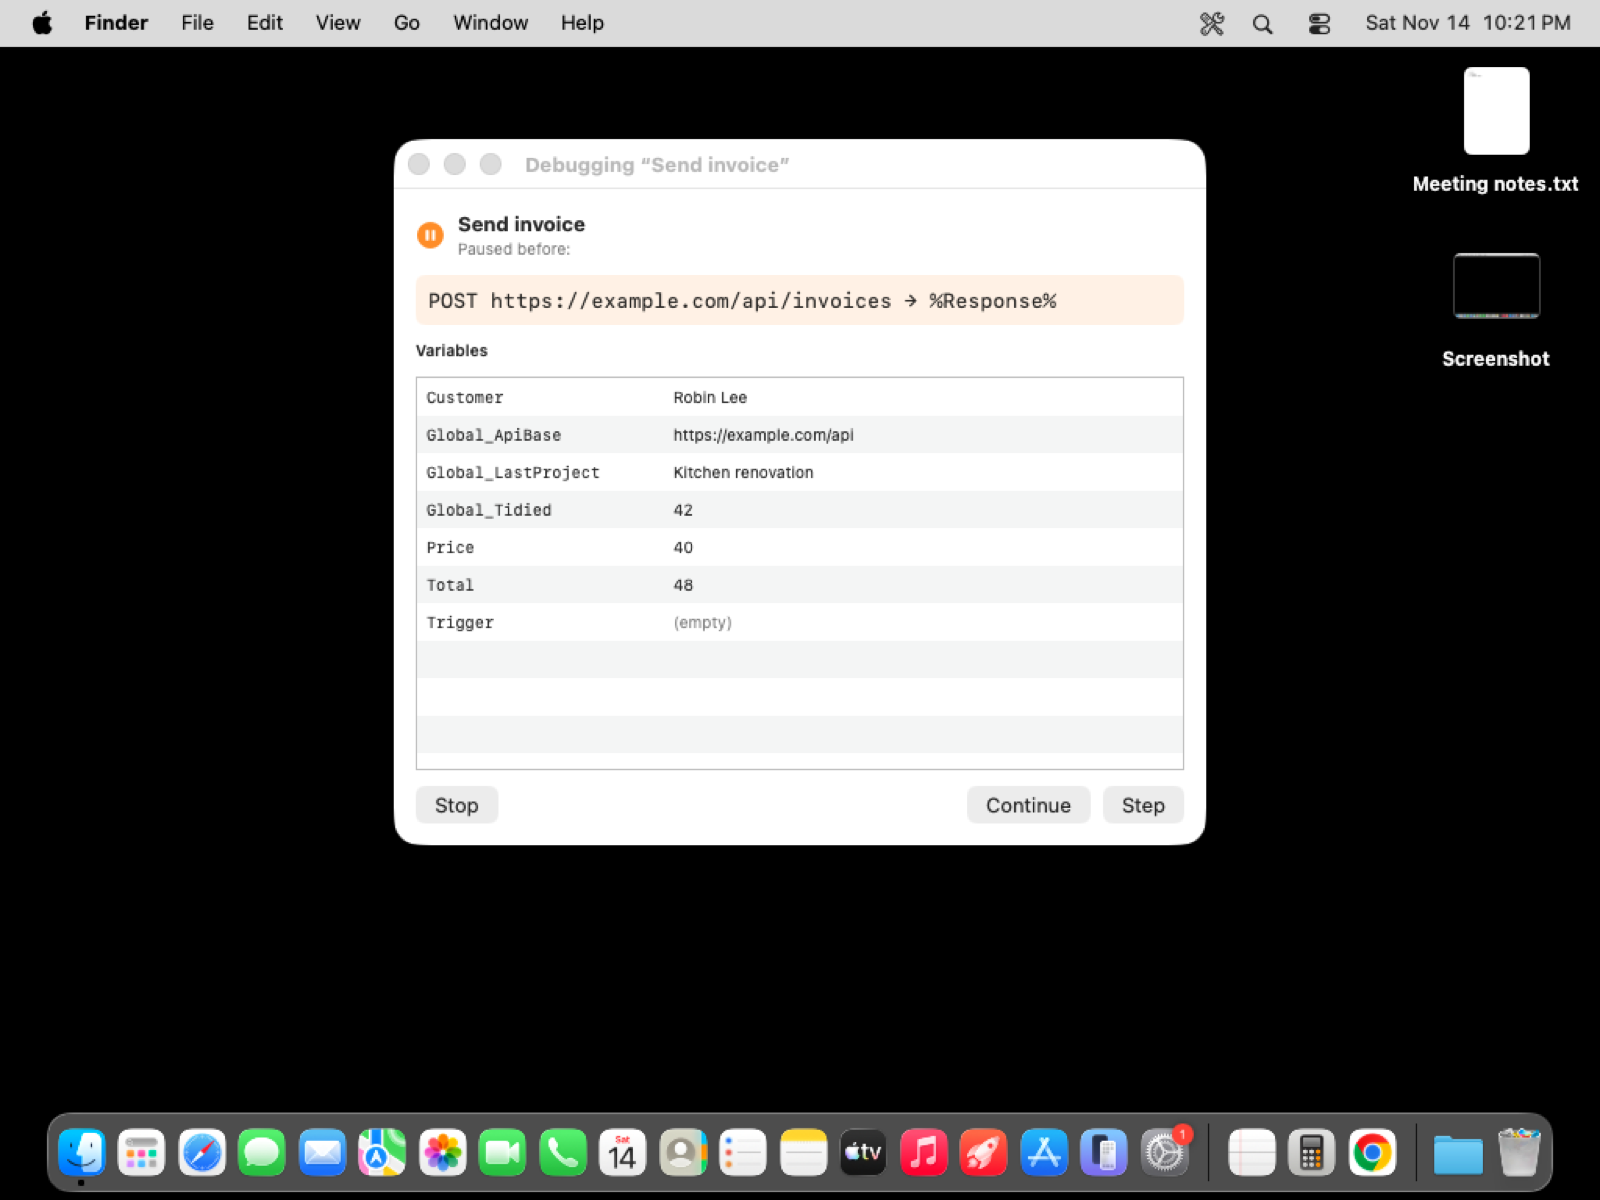 Finder File Edit View Go Window Help Sat Nov 14 10:21 PM
Meeting notes.txt
Screenshot
Debugging “Send invoice”
Send invoice
Paused before:
POST https://example.com/api/invoices → %Response%
Variables
Customer Robin Lee
Global_ApiBase https://example.com/api
Global_LastProject Kitchen renovation
Global_Tidied 42
Price 40
Total 48
Trigger (empty)
Stop Continue Step
Sat
14
tv
1